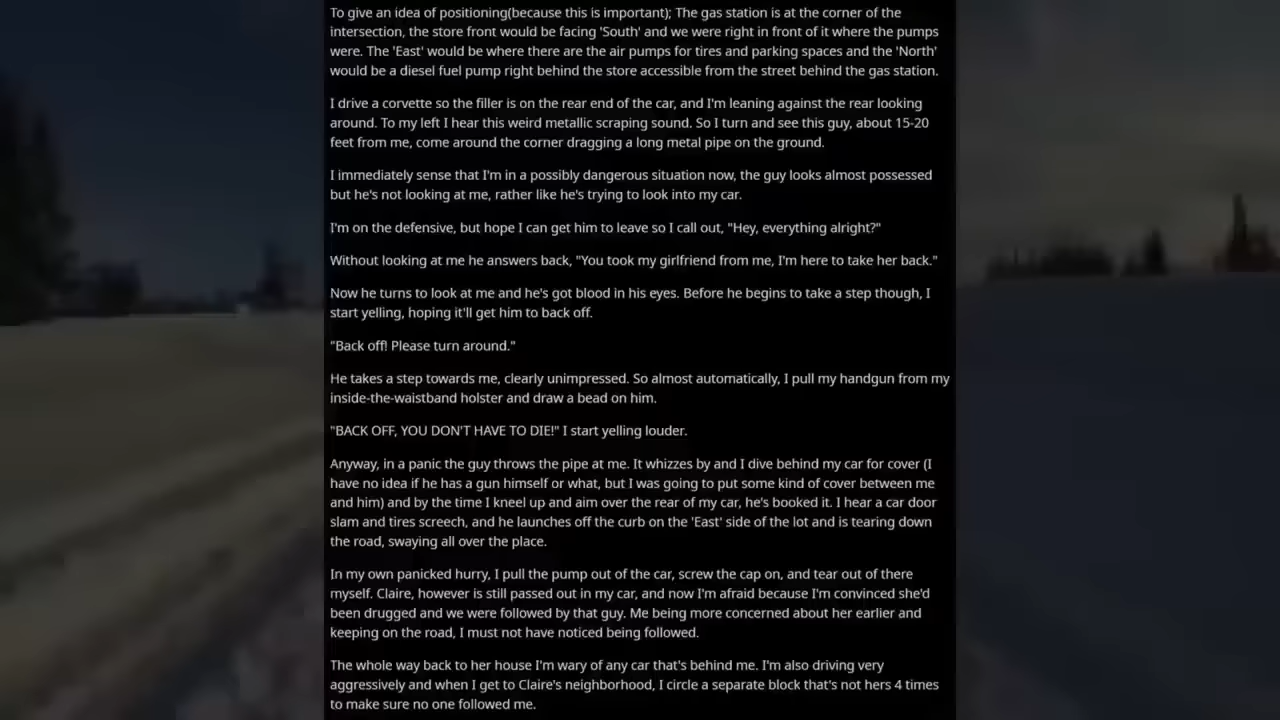 To give an idea of positioning(because this is important); The gas station is at the corner of the
intersection, the store front would be facing 'South' and we were right in front of it where the pumps
were. The 'East' would be where there are the air pumps for tires and parking spaces and the 'North'
would be a diesel fuel pump right behind the store accessible from the street behind the gas station.
I drive a corvette so the filler is on the rear end of the car, and I'm leaning against the rear looking
around. To my left I hear this weird metallic scraping sound. So I turn and see this guy, about 15-20
feet from me, come around the corner dragging a long metal pipe on the ground.
I immediately sense that I'm in a possibly dangerous situation now, the guy looks almost possessed
but he's not looking at me, rather like he's trying to look into my car.
I'm on the defensive, but hope I can get him to leave so I call out, "Hey, everything alright?"
Without looking at me he answers back, "You took my girlfriend from me, I'm here to take her back."
Now he turns to look at me and he's got blood in his eyes. Before he begins to take a step though, I
start yelling, hoping it'll get him to back off.
"Back off! Please turn around."
He takes a step towards me, clearly unimpressed. So almost automatically, I pull my handgun from my
inside-the-waistband holster and draw a bead on him.
"BACK OFF, YOU DON'T HAVE TO DIE!" I start yelling louder.
Anyway, in a panic the guy throws the pipe at me. It whizzes by and I dive behind my car for cover (I
have no idea if he has a gun himself or what, but I was going to put some kind of cover between me
and him) and by the time I kneel up and aim over the rear of my car, he's booked it. I hear a car door
slam and tires screech, and he launches off the curb on the 'East' side of the lot and is tearing down
the road, swaying all over the place.
In my own panicked hurry, I pull the pump out of the car, screw the cap on, and tear out of there
myself. Claire, however is still passed out in my car, and now I'm afraid because I'm convinced she'd
been drugged and we were followed by that guy. Me being more concerned about her earlier and
keeping on the road, I must not have noticed being followed.
The whole way back to her house I'm wary of any car that's behind me. I'm also driving very
aggressively and when I get to Claire's neighborhood, I circle a separate block that's not hers 4 times
to make sure no one followed me.